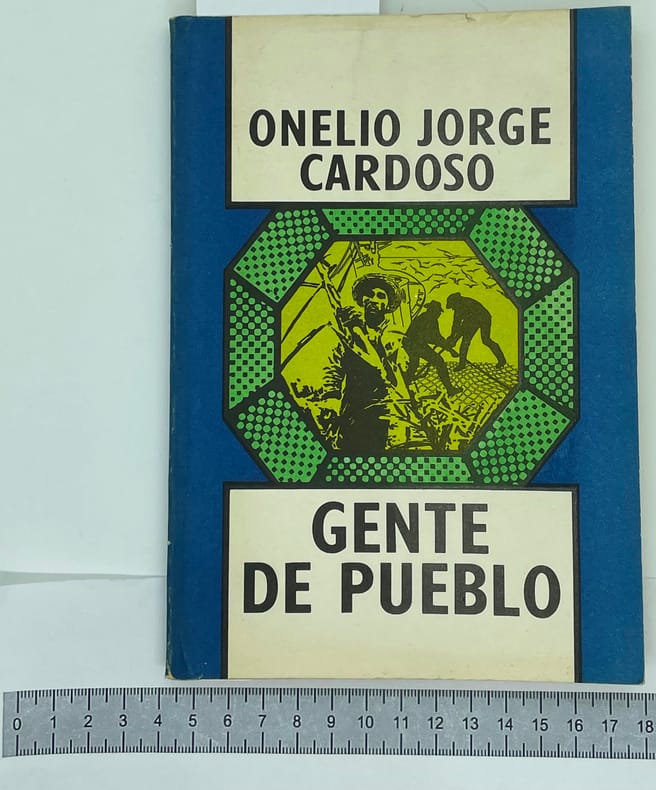 ONELIO JORGE
CARDOSO
GENTE
DE PUEBLO
0 1 2 3 4 5 6 7 8 9 10 11 12 13 14 15 16 17 18